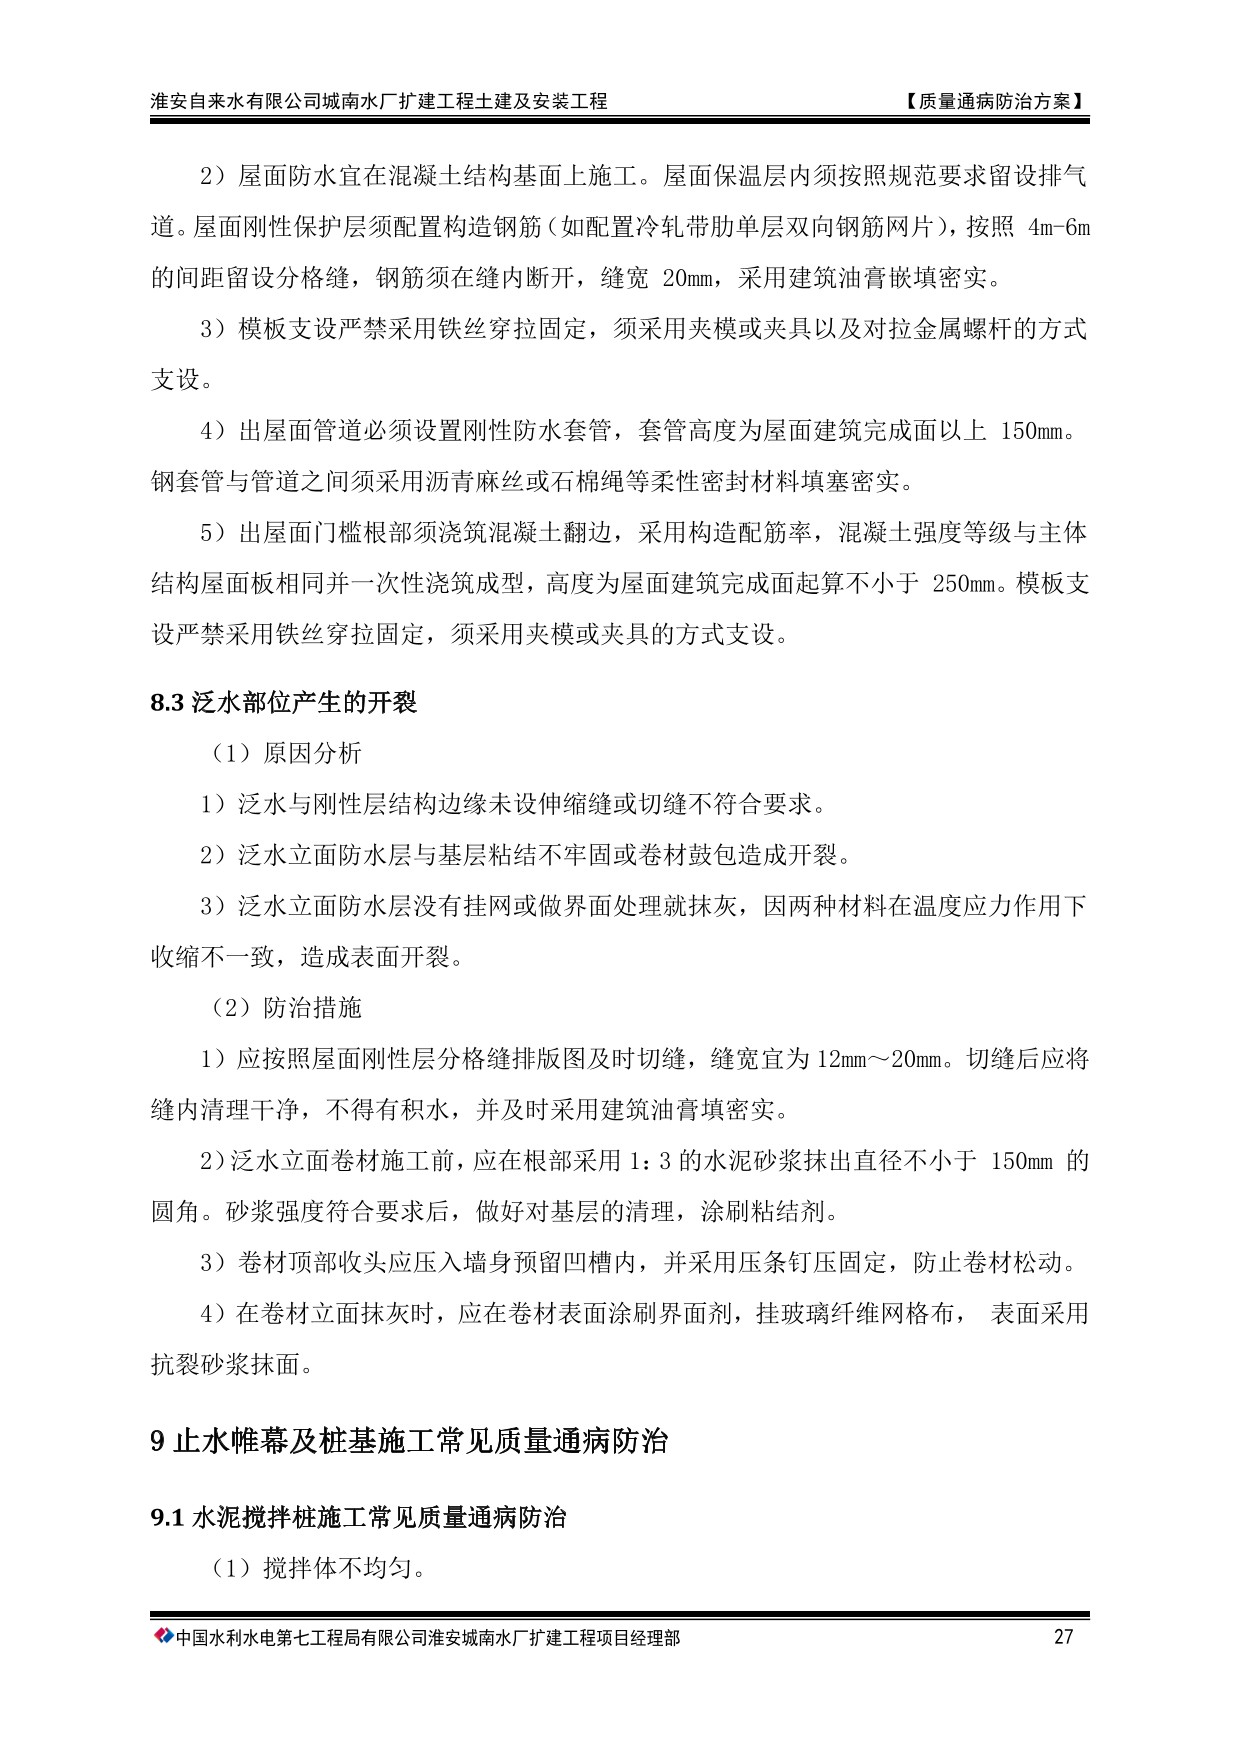 淮安自来水有限公司城南水厂扩建工程土建及安装工程 【质量通病防治方案】
2）屋面防水宜在混凝土结构基面上施工。屋面保温层内须按照规范要求留设排气
道。屋面刚性保护层须配置构造钢筋（如配置冷轧带肋单层双向钢筋网片），按照 4m-6m
的间距留设分格缝，钢筋须在缝内断开，缝宽 20mm，采用建筑油膏嵌填密实。
3）模板支设严禁采用铁丝穿拉固定，须采用夹模或夹具以及对拉金属螺杆的方式
支设。
4）出屋面管道必须设置刚性防水套管，套管高度为屋面建筑完成面以上 150mm。
钢套管与管道之间须采用沥青麻丝或石棉绳等柔性密封材料填塞密实。
5）出屋面门槛根部须浇筑混凝土翻边，采用构造配筋率，混凝土强度等级与主体
结构屋面板相同并一次性浇筑成型，高度为屋面建筑完成面起算不小于 250mm。模板支
设严禁采用铁丝穿拉固定，须采用夹模或夹具的方式支设。
8.3 泛水部位产生的开裂
（1）原因分析
1）泛水与刚性层结构边缘未设伸缩缝或切缝不符合要求。
2）泛水立面防水层与基层粘结不牢固或卷材鼓包造成开裂。
3）泛水立面防水层没有挂网或做界面处理就抹灰，因两种材料在温度应力作用下
收缩不一致，造成表面开裂。
（2）防治措施
1）应按照屋面刚性层分格缝排版图及时切缝，缝宽宜为 12mm～20mm。切缝后应将
缝内清理干净，不得有积水，并及时采用建筑油膏填密实。
2）泛水立面卷材施工前，应在根部采用 1：3 的水泥砂浆抹出直径不小于 150mm 的
圆角。砂浆强度符合要求后，做好对基层的清理，涂刷粘结剂。
3）卷材顶部收头应压入墙身预留凹槽内，并采用压条钉压固定，防止卷材松动。
4）在卷材立面抹灰时，应在卷材表面涂刷界面剂，挂玻璃纤维网格布， 表面采用
抗裂砂浆抹面。
9 止水帷幕及桩基施工常见质量通病防治
9.1 水泥搅拌桩施工常见质量通病防治
（1）搅拌体不均匀。
中国水利水电第七工程局有限公司淮安城南水厂扩建工程项目经理部 27